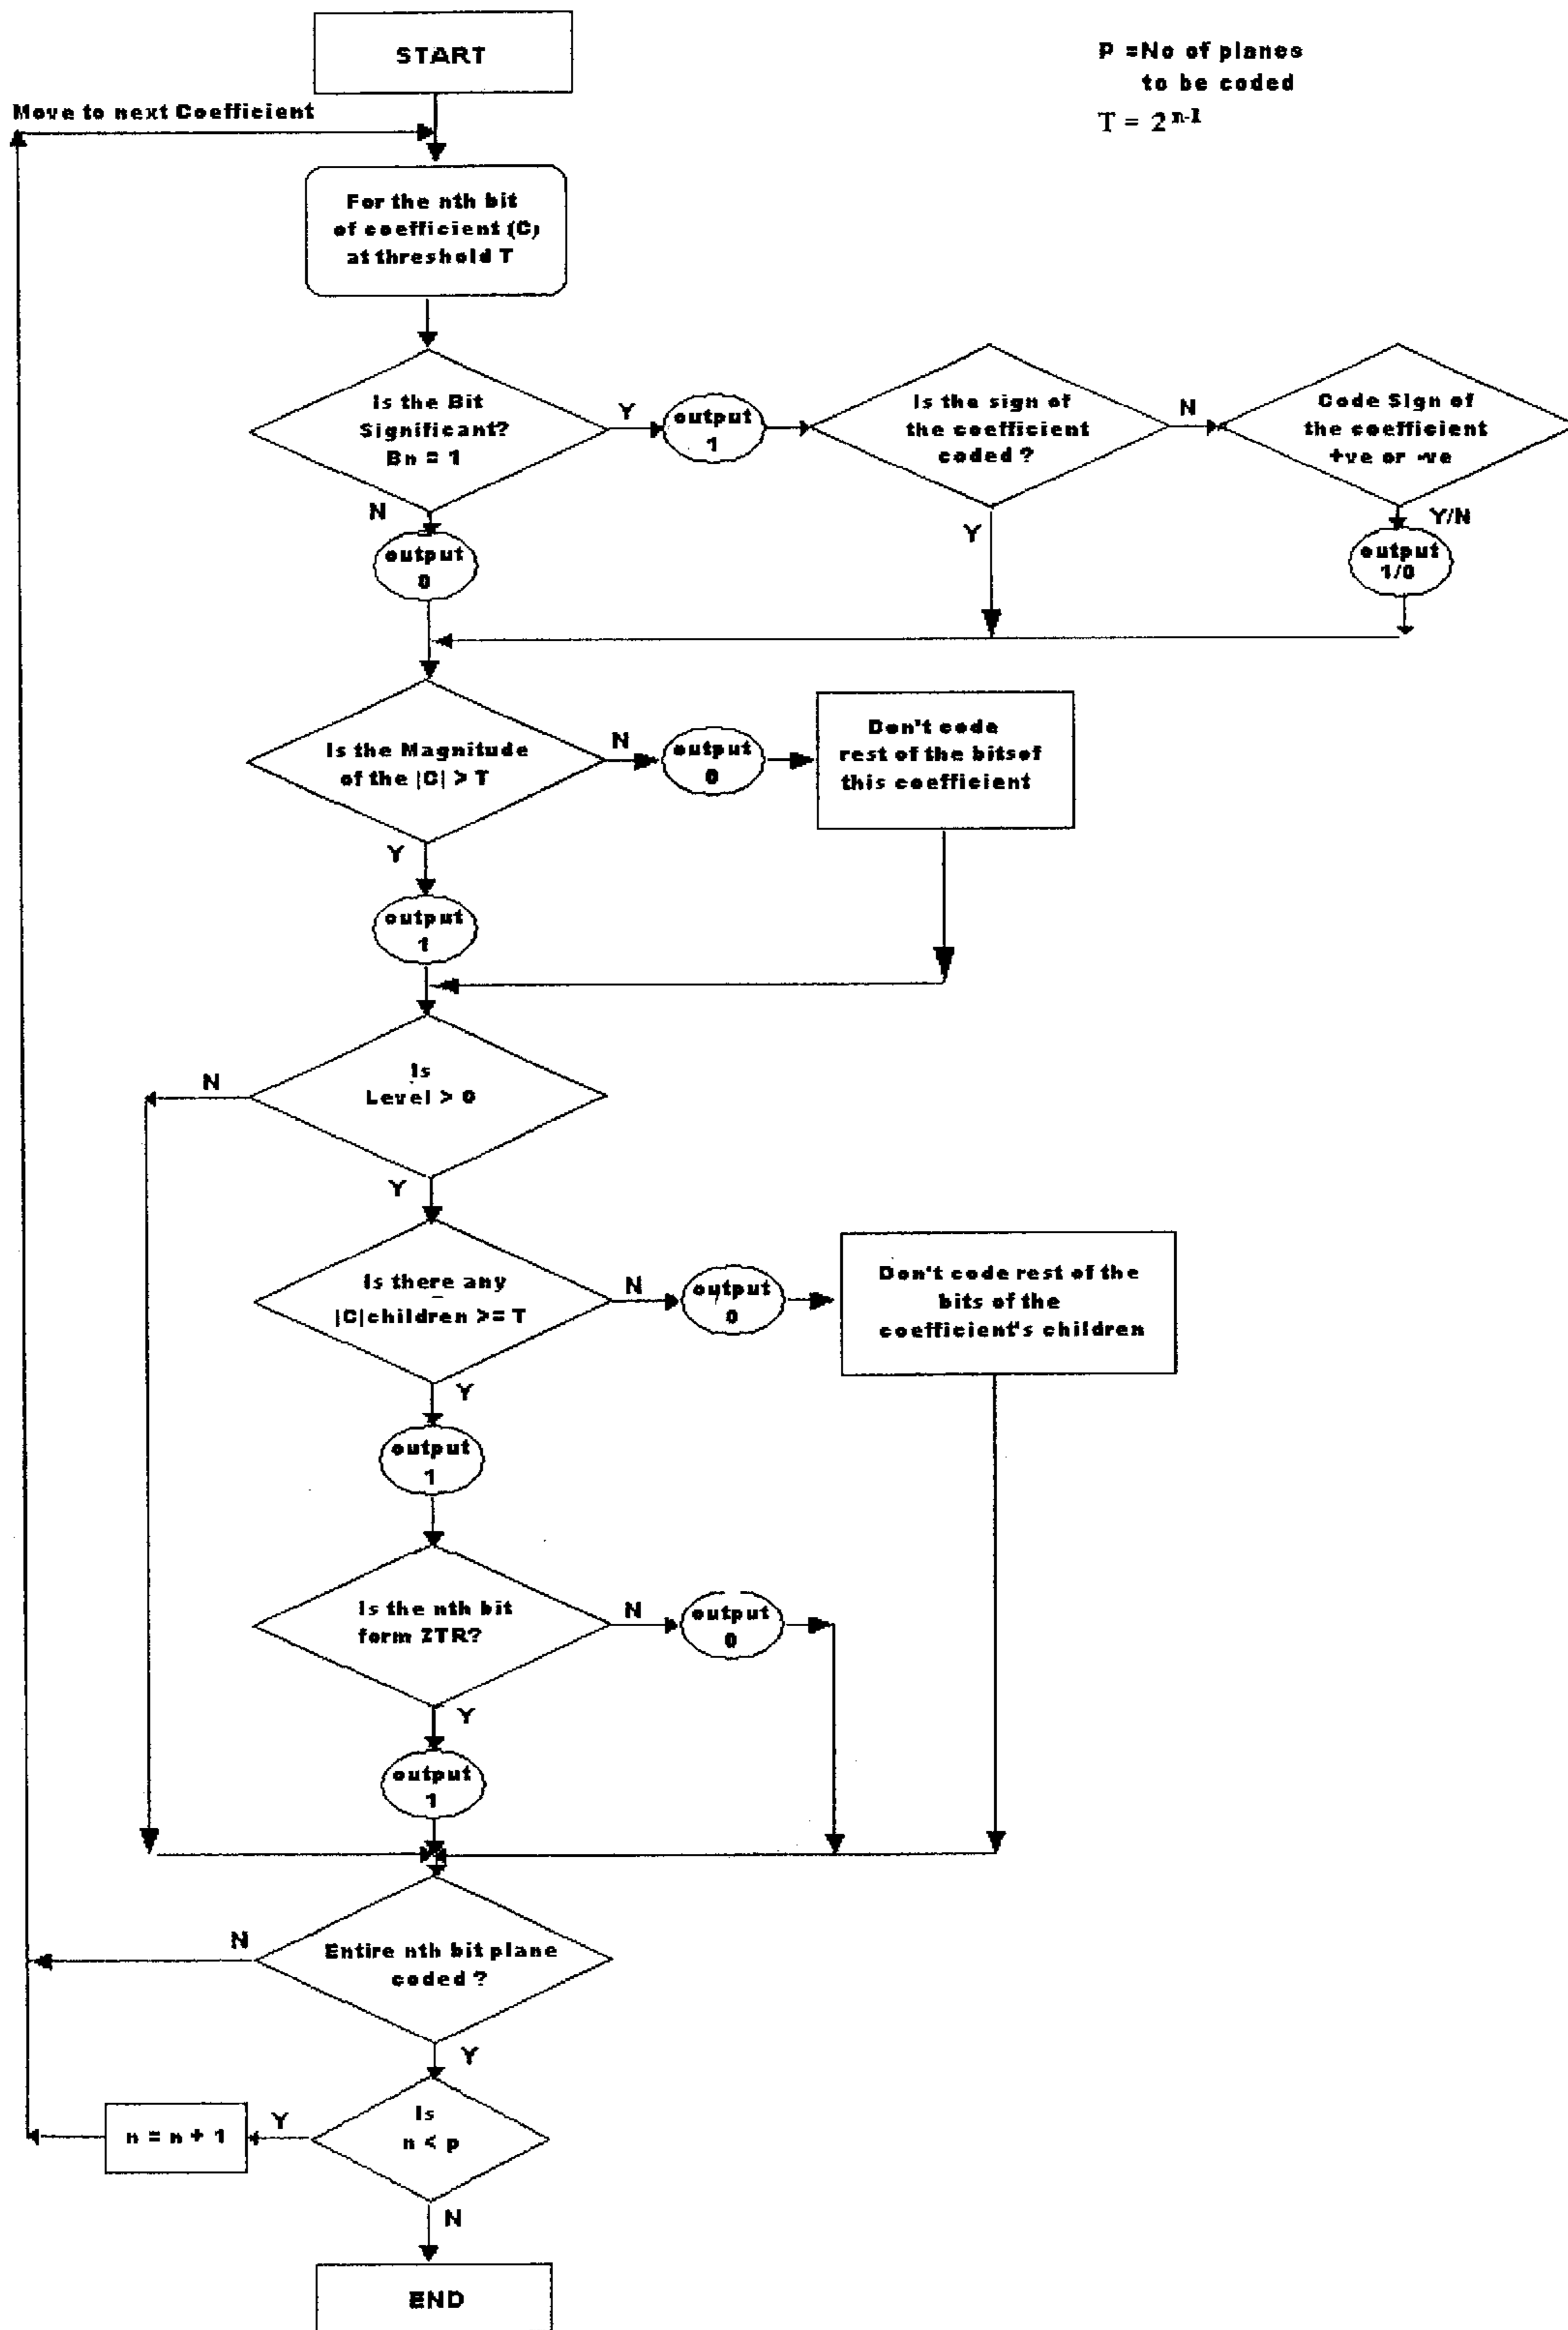 START
P =No of planes
to be coded
T = 2^n-1
Move to next Coefficient
For the nth bit
of coefficient (C)
at threshold T
Is the Bit
Significant?
Bn = 1
Y
output
1
Is the sign of
the coefficient
coded ?
N
Code Sign of
the coefficient
+ve or -ve
N
output
0
Y
Y/N
output
1/0
Is the Magnitude
of the |C| > T
N
output
0
Don't code
rest of the bitsof
this coefficient
Y
output
1
Is
Level > 0
N
Y
Is there any
|C|children >= T
N
output
0
Don't code rest of the
bits of the
coefficient's children
Y
output
1
Is the nth bit
form ZTR?
N
output
0
Y
output
1
Entire nth bit plane
coded ?
N
Y
Is
n < p
Y
n = n + 1
N
END